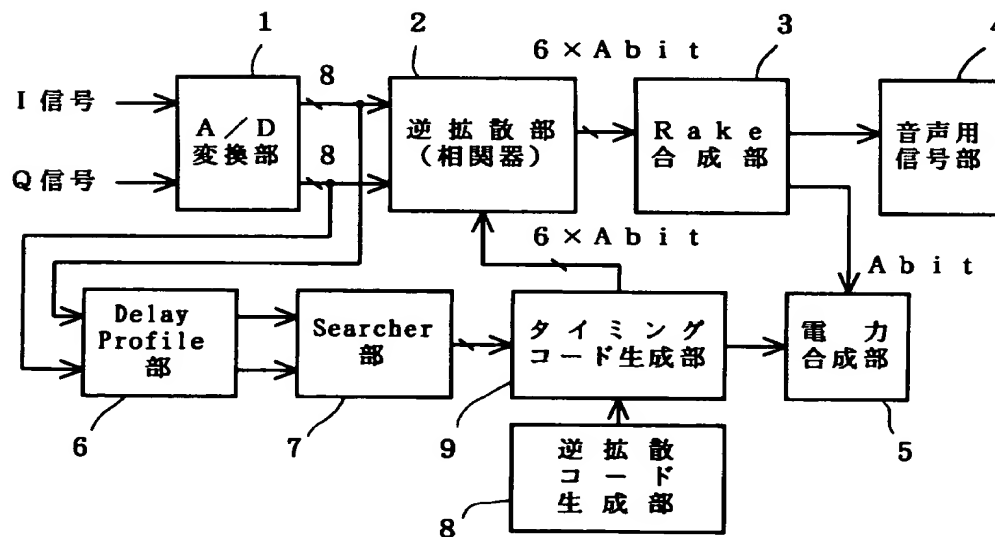 1
2
3
4
6×Abit
8
I信号
A/D
変換部
8
Q信号
逆拡散部
(相関器)
Rake
合成部
音声用
信号部
6×Abit
Abit
Delay
Profile
部
Searcher
部
タイミング
コード生成部
電力
合成部
6
7
9
5
逆拡散
コード
生成部
8